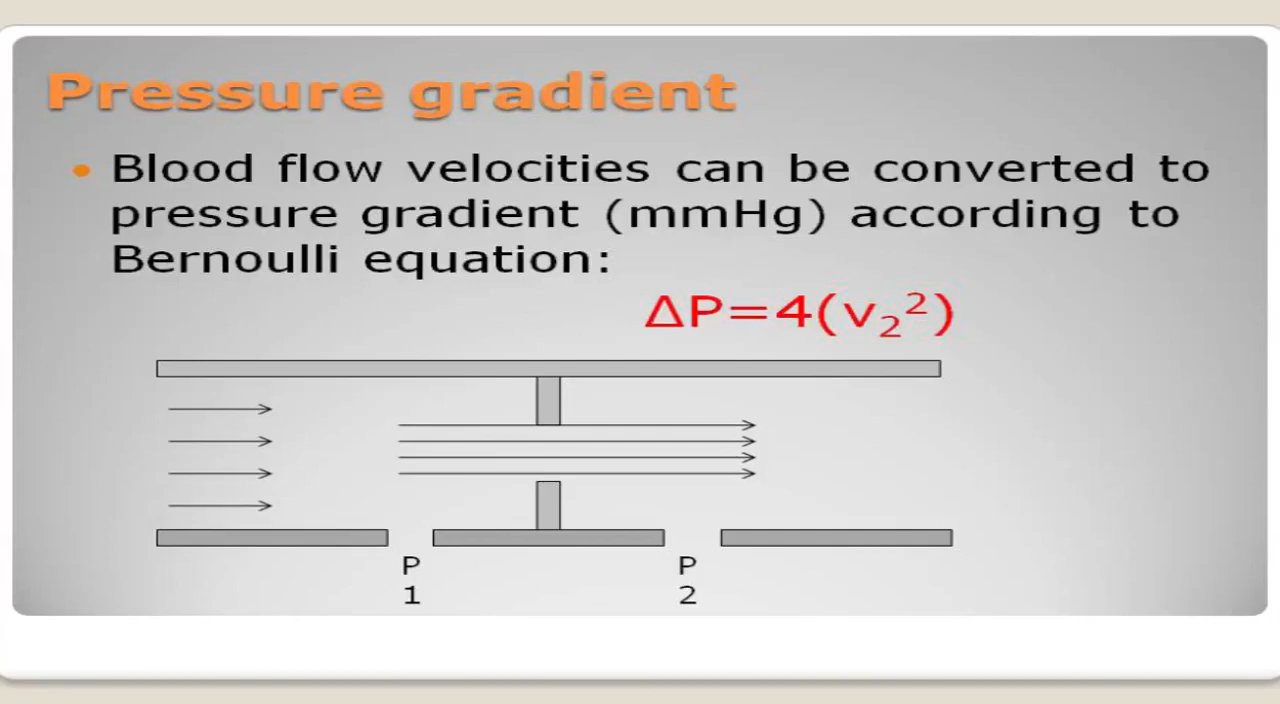 Pressure gradient
• Blood flow velocities can be converted to
pressure gradient (mmHg) according to
Bernoulli equation:
ΔP=4(v₂²)
P P
1 2